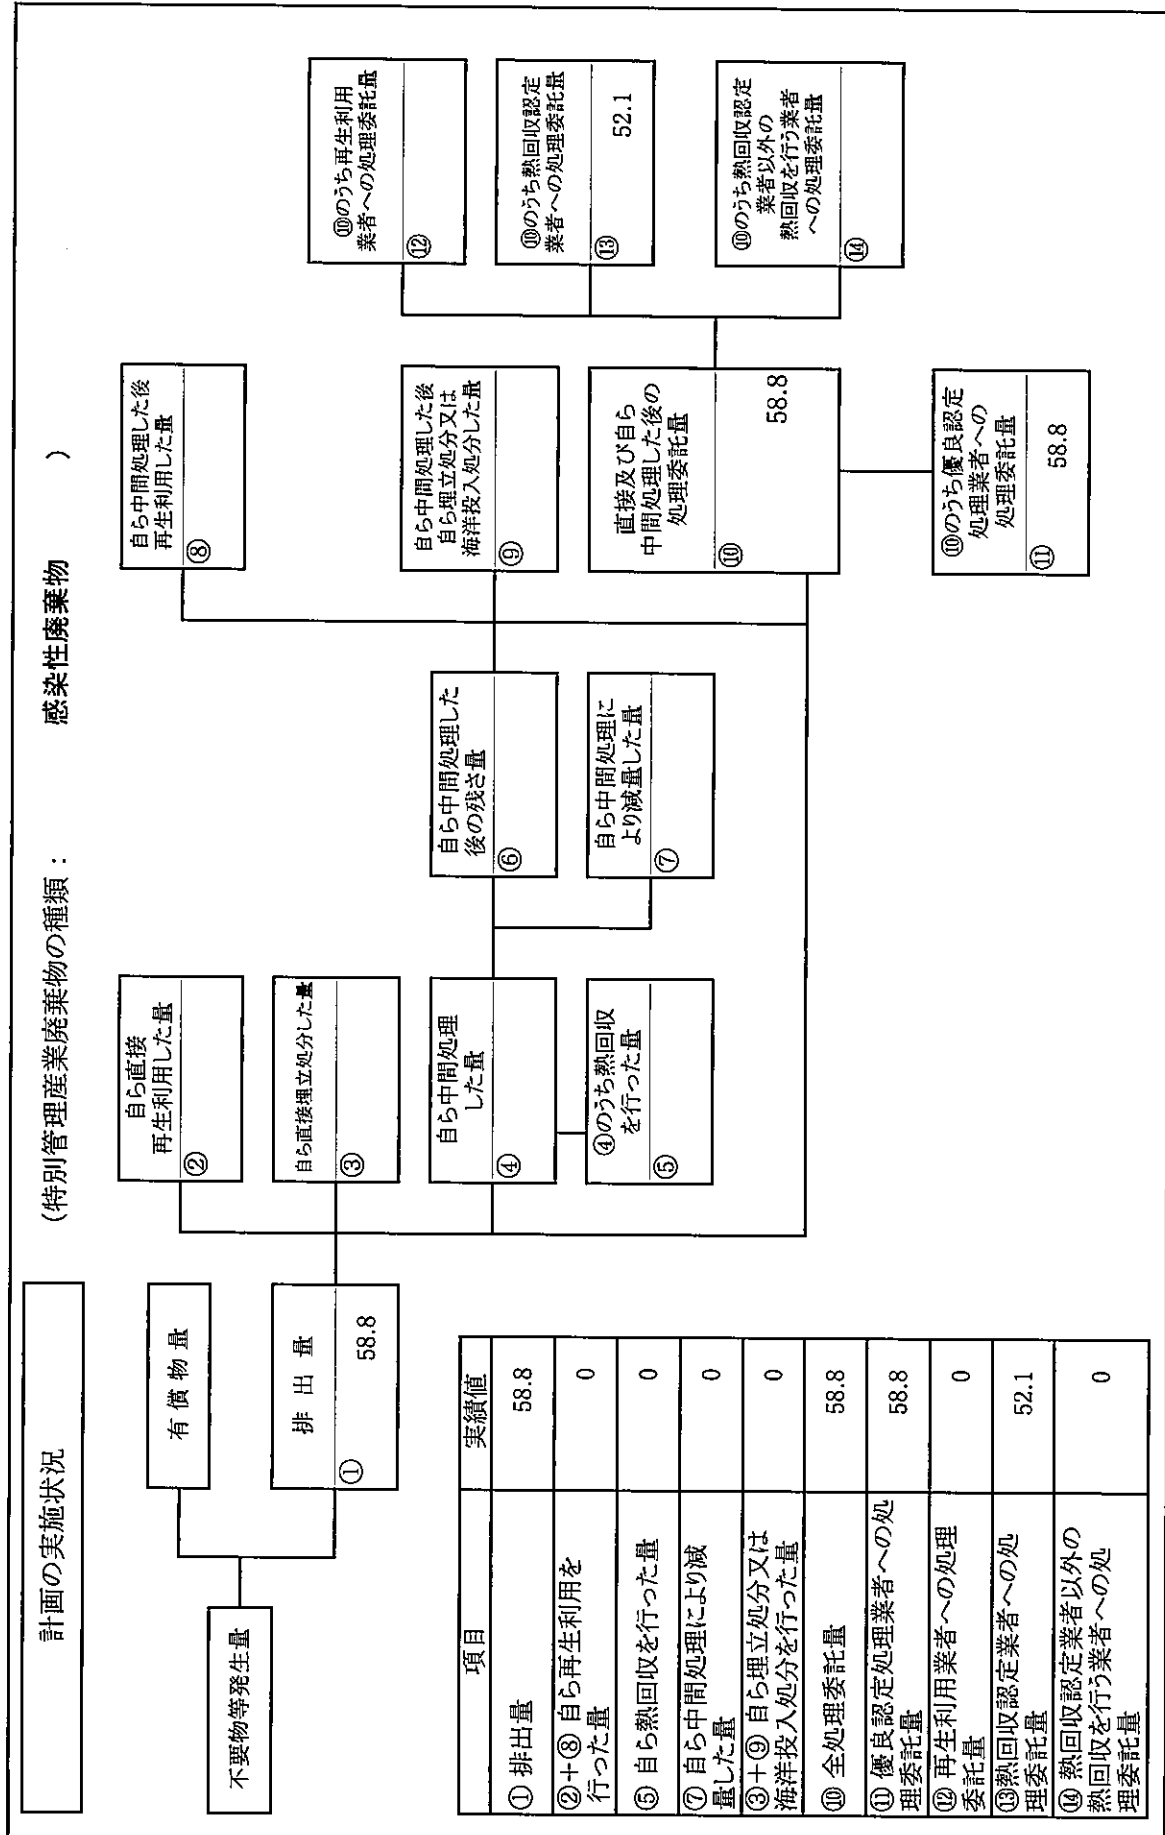 計画の実施状況
(特別管理産業廃棄物の種類： 感染性廃棄物 )
不要物等発生量
有償物量
排出量
① 58.8
自ら直接
再生利用した量
②
自ら直接埋立処分した量
③
自ら中間処理
した量
④
④のうち熱回収
を行った量
⑤
自ら中間処理した
後の残さ量
⑥
自ら中間処理に
より減量した量
⑦
自ら中間処理した後
再生利用した量
⑧
自ら中間処理した後
自ら埋立処分又は
海洋投入処分した量
⑨
直接及び自ら
中間処理した後の
処理委託量
⑩ 58.8
⑩のうち優良認定
処理業者への
処理委託量
⑪ 58.8
⑩のうち再生利用
業者への処理委託量
⑫
⑩のうち熱回収認定
業者への処理委託量
⑬ 52.1
⑩のうち熱回収認定
業者以外の
熱回収を行う業者
への処理委託量
⑭
項目 実績値
① 排出量 58.8
②+⑧ 自ら再生利用を
行った量 0
⑤ 自ら熱回収を行った量 0
⑦ 自ら中間処理により減
量した量 0
③+⑨ 自ら埋立処分又は
海洋投入処分を行った量 0
⑩ 全処理委託量 58.8
⑪ 優良認定処理業者への処
理委託量 58.8
⑫ 再生利用業者への処理
委託量 0
⑬熱回収認定業者への処
理委託量 52.1
⑭ 熱回収認定業者以外の
熱回収を行う業者への処
理委託量 0